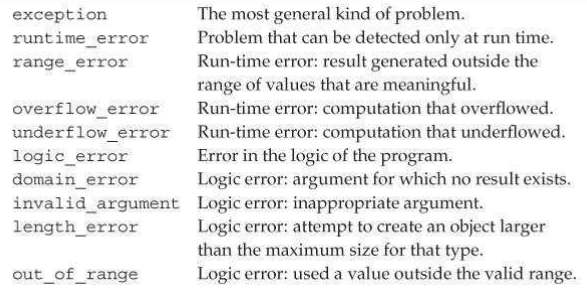 exception The most general kind of problem.
runtime_error Problem that can be detected only at run time.
range_error Run-time error: result generated outside the
range of values that are meaningful.
overflow_error Run-time error: computation that overflowed.
underflow_error Run-time error: computation that underflowed.
logic_error Error in the logic of the program.
domain_error Logic error: argument for which no result exists.
invalid_argument Logic error: inappropriate argument.
length_error Logic error: attempt to create an object larger
than the maximum size for that type.
out_of_range Logic error: used a value outside the valid range.